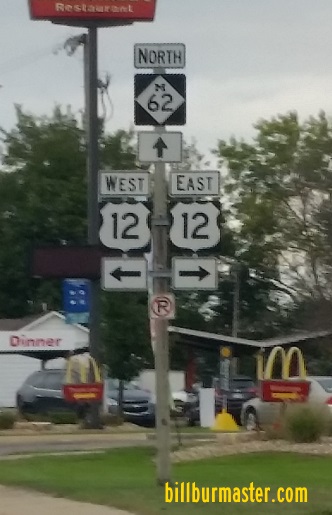 Restaurant
NORTH
M
62
WEST
EAST
12
12
P
Dinner
billburmaster.com